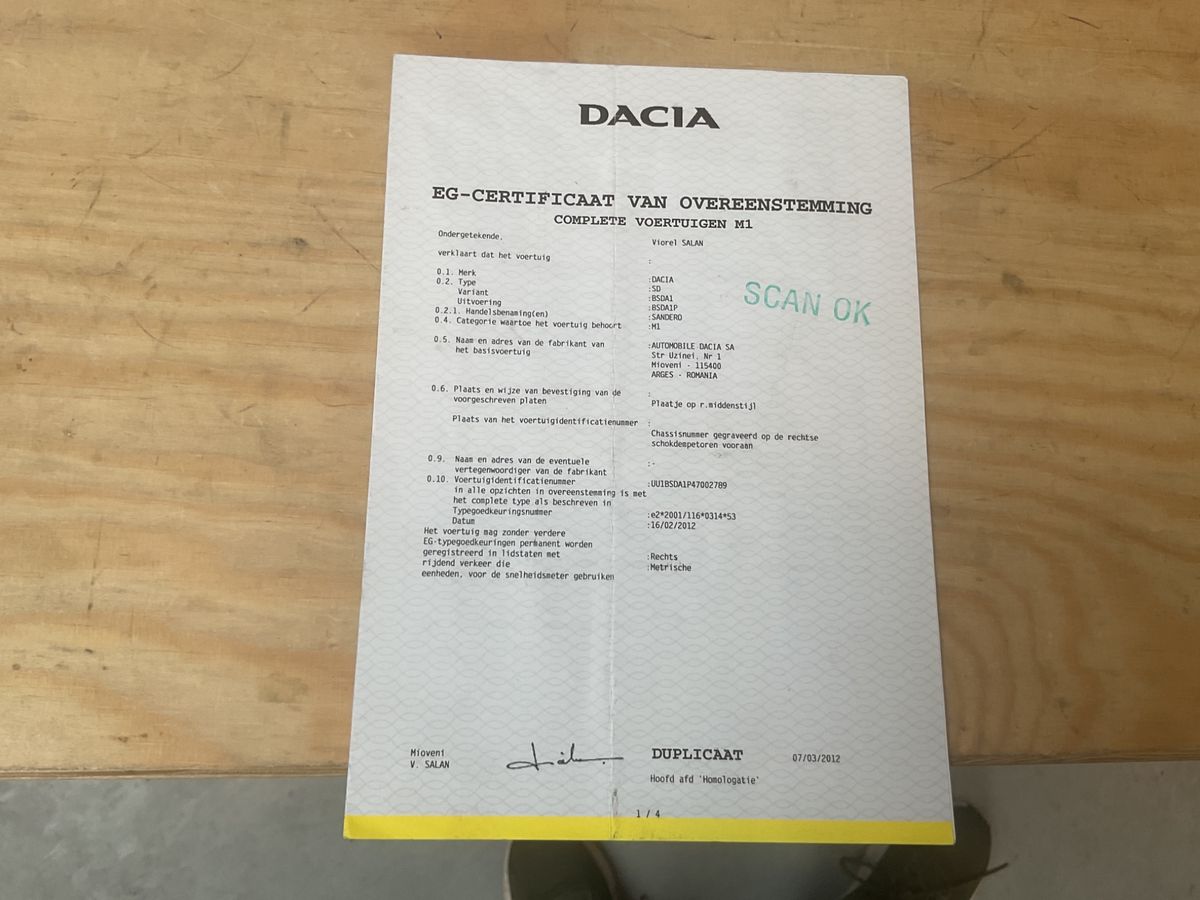 DACIA
EG-CERTIFICAAT VAN OVEREENSTEMMING
COMPLETE VOERTUIGEN M1
Ondergetekende, Viorel SALAN
verklaart dat het voertuig :
0.1. Merk :DACIA
0.2. Type :SD
Variant :BSDA1
Uitvoering :BSDA1P
0.2.1. Handelsbenaming(en) :SANDERO
0.4. Categorie waartoe het voertuig behoort :M1
SCAN OK
0.5. Naam en adres van de fabrikant van :AUTOMOBILE DACIA SA
het basisvoertuig Str Uzinei, Nr 1
Mioveni - 115400
ARGES - ROMANIA
0.6. Plaats en wijze van bevestiging van de :
voorgeschreven platen Plaatje op r.middenstijl
Plaats van het voertuigidentificatienummer :
Chassisnummer gegraveerd op de rechtse
schokdempetoren vooraan
0.9. Naam en adres van de eventuele :-
vertegenwoordiger van de fabrikant
0.10. Voertuigidentificatienummer :UU1BSDA1P47002789
in alle opzichten in overeenstemming is met
het complete type als beschreven in
Typegoedkeuringsnummer :e2*2001/116*0314*53
Datum :16/02/2012
Het voertuig mag zonder verdere
EG-typegoedkeuringen permanent worden
geregistreerd in lidstaten met :Rechts
rijdend verkeer die :Metrische
eenheden, voor de snelheidsmeter gebruiken
Mioveni DUPLICAAT 07/03/2012
V. SALAN
Hoofd afd 'Homologatie'
1 / 4